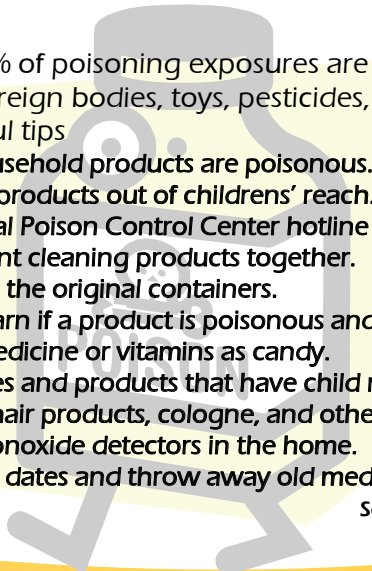 % of poisoning exposures are
reign bodies, toys, pesticides,
ul tips
usehold products are poisonous.
products out of childrens’ reach.
al Poison Control Center hotline
nt cleaning products together.
the original containers.
arn if a product is poisonous and
edicine or vitamins as candy.
es and products that have child r
hair products, cologne, and othe
onoxide detectors in the home.
dates and throw away old med
s
POISON